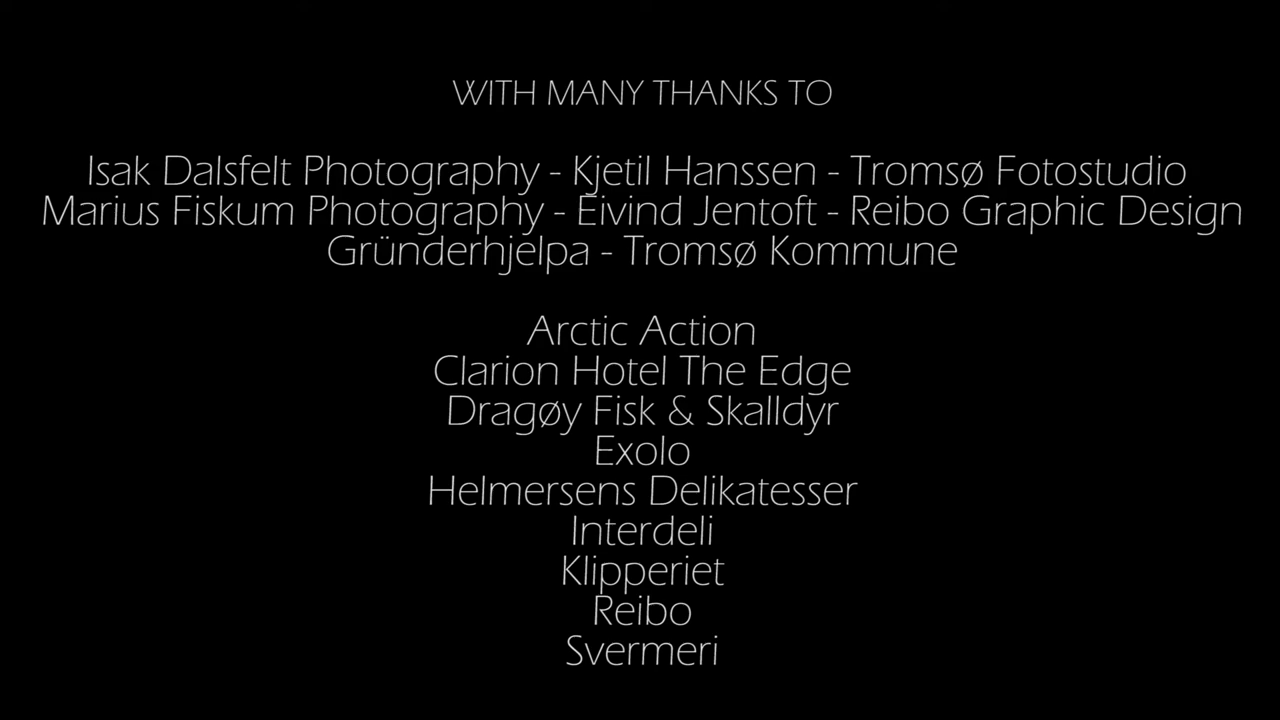 WITH MANY THANKS TO
Isak Dalsfelt Photography - Kjetil Hanssen - Tromsø Fotostudio
Marius Fiskum Photography - Eivind Jentoft - Reibo Graphic Design
Gründerhjelpa - Tromsø Kommune
Arctic Action
Clarion Hotel The Edge
Dragøy Fisk & Skalldyr
Exolo
Helmersens Delikatesser
Interdeli
Klipperiet
Reibo
Svermeri